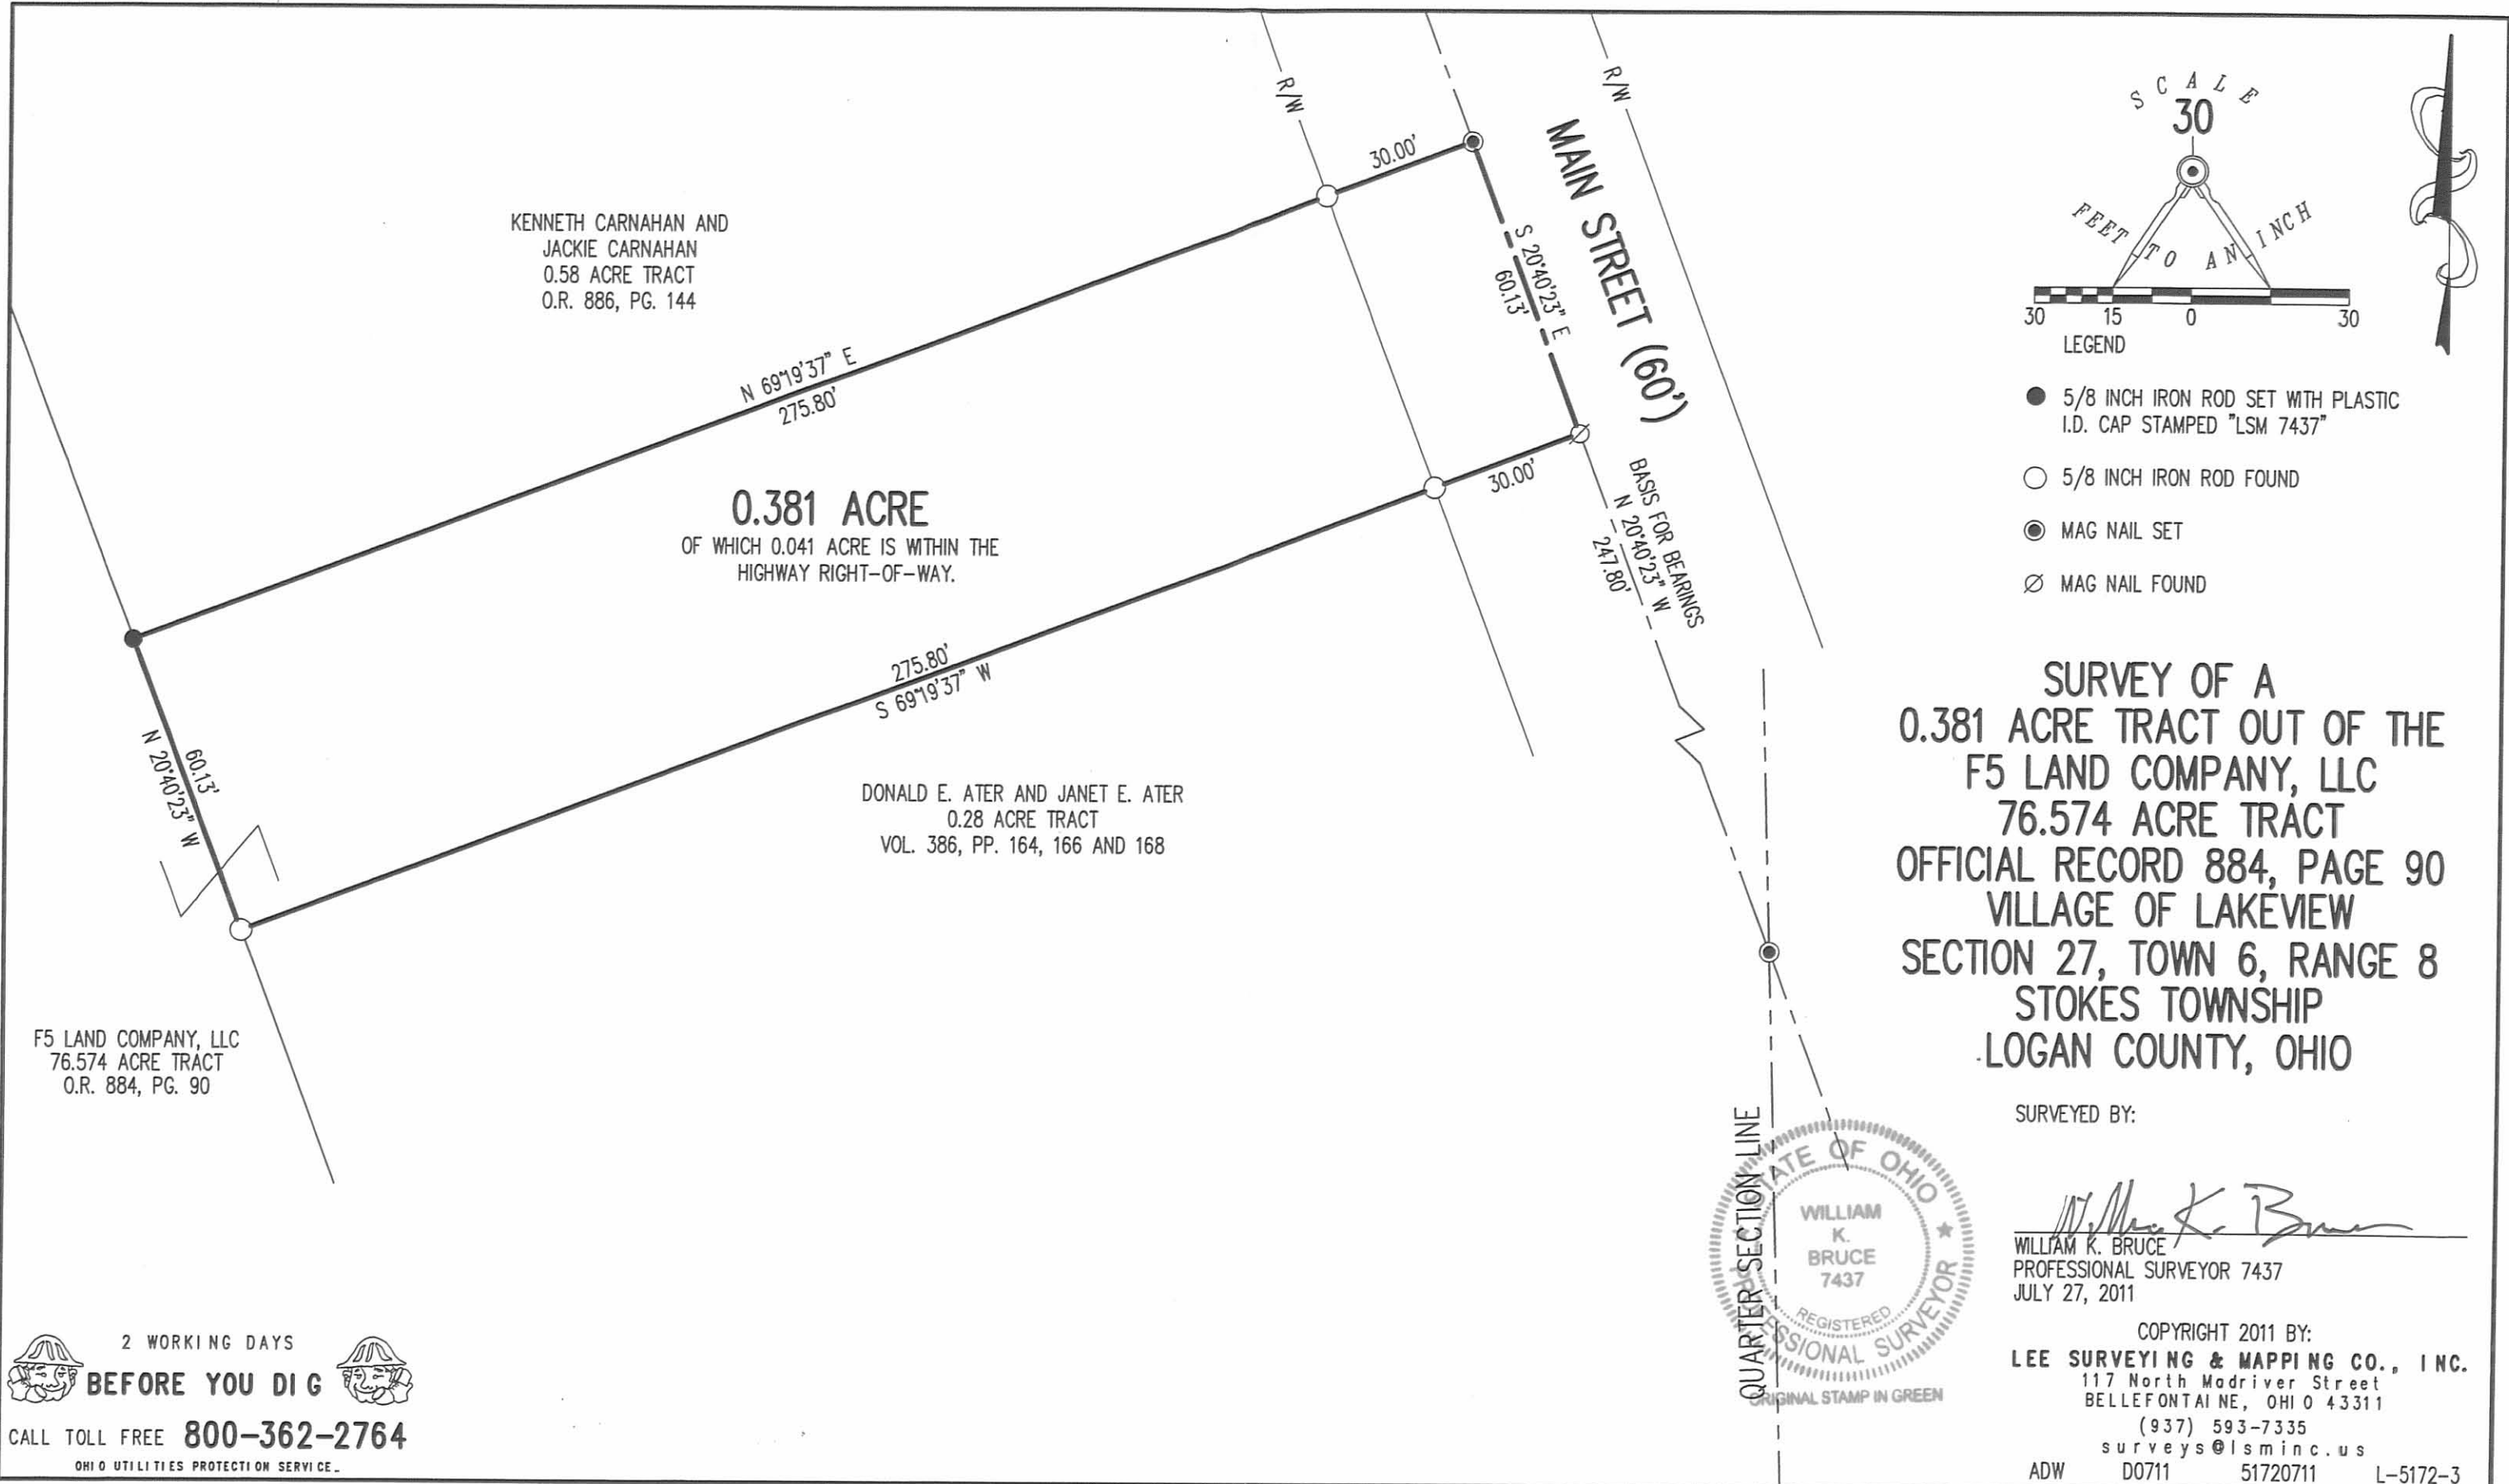 KENNETH CARNAHAN AND
JACKIE CARNAHAN
0.58 ACRE TRACT
O.R. 886, PG. 144
R/W
R/W
MAIN STREET (60')
30.00'
S 20°40'23" E
60.13'
N 69°19'37" E
275.80'
0.381 ACRE
OF WHICH 0.041 ACRE IS WITHIN THE
HIGHWAY RIGHT-OF-WAY.
30.00'
BASIS FOR BEARINGS
N 20°40'23" W
247.80'
275.80'
S 69°19'37" W
60.13'
N 20°40'23" W
DONALD E. ATER AND JANET E. ATER
0.28 ACRE TRACT
VOL. 386, PP. 164, 166 AND 168
F5 LAND COMPANY, LLC
76.574 ACRE TRACT
O.R. 884, PG. 90
QUARTER SECTION LINE
SCALE
30
FEET TO AN INCH
30 15 0 30
LEGEND
5/8 INCH IRON ROD SET WITH PLASTIC
I.D. CAP STAMPED "LSM 7437"
5/8 INCH IRON ROD FOUND
MAG NAIL SET
MAG NAIL FOUND
SURVEY OF A
0.381 ACRE TRACT OUT OF THE
F5 LAND COMPANY, LLC
76.574 ACRE TRACT
OFFICIAL RECORD 884, PAGE 90
VILLAGE OF LAKEVIEW
SECTION 27, TOWN 6, RANGE 8
STOKES TOWNSHIP
LOGAN COUNTY, OHIO
SURVEYED BY:
William K. Bruce
WILLIAM K. BRUCE
PROFESSIONAL SURVEYOR 7437
JULY 27, 2011
STATE OF OHIO
WILLIAM
K.
BRUCE
7437
REGISTERED
PROFESSIONAL SURVEYOR
ORIGINAL STAMP IN GREEN
COPYRIGHT 2011 BY:
LEE SURVEYING & MAPPING CO., INC.
117 North Madriver Street
BELLEFONTAINE, OHIO 43311
(937) 593-7335
surveys@lsminc.us
ADW D0711 51720711 L-5172-3
2 WORKING DAYS
BEFORE YOU DIG
CALL TOLL FREE 800-362-2764
OHIO UTILITIES PROTECTION SERVICE.